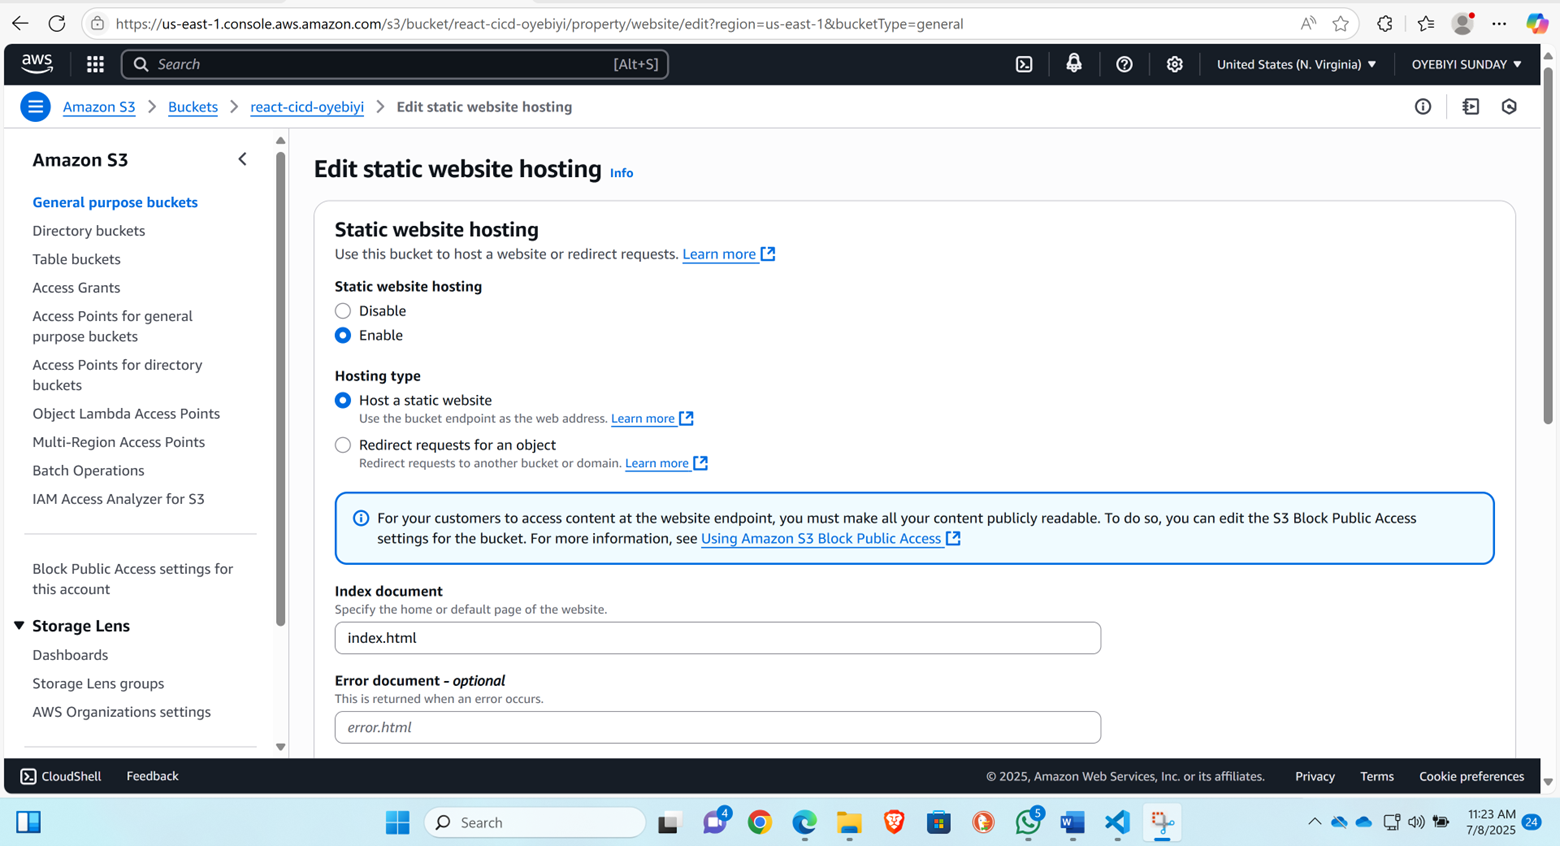 https://us-east-1.console.aws.amazon.com/s3/bucket/react-cicd-oyebiyi/property/website/edit?region=us-east-1&bucketType=general
aws
Search
[Alt+S]
United States (N. Virginia)
OYEBIYI SUNDAY
Amazon S3
Buckets
react-cicd-oyebiyi
Edit static website hosting
Amazon S3
General purpose buckets
Directory buckets
Table buckets
Access Grants
Access Points for general
purpose buckets
Access Points for directory
buckets
Object Lambda Access Points
Multi-Region Access Points
Batch Operations
IAM Access Analyzer for S3
Block Public Access settings for
this account
Storage Lens
Dashboards
Storage Lens groups
AWS Organizations settings
Edit static website hosting Info
Static website hosting
Use this bucket to host a website or redirect requests. Learn more
Static website hosting
Disable
Enable
Hosting type
Host a static website
Use the bucket endpoint as the web address. Learn more
Redirect requests for an object
Redirect requests to another bucket or domain. Learn more
For your customers to access content at the website endpoint, you must make all your content publicly readable. To do so, you can edit the S3 Block Public Access
settings for the bucket. For more information, see Using Amazon S3 Block Public Access
Index document
Specify the home or default page of the website.
index.html
Error document - optional
This is returned when an error occurs.
error.html
CloudShell
Feedback
© 2025, Amazon Web Services, Inc. or its affiliates.
Privacy
Terms
Cookie preferences
Search
4
5
11:23 AM
7/8/2025
24